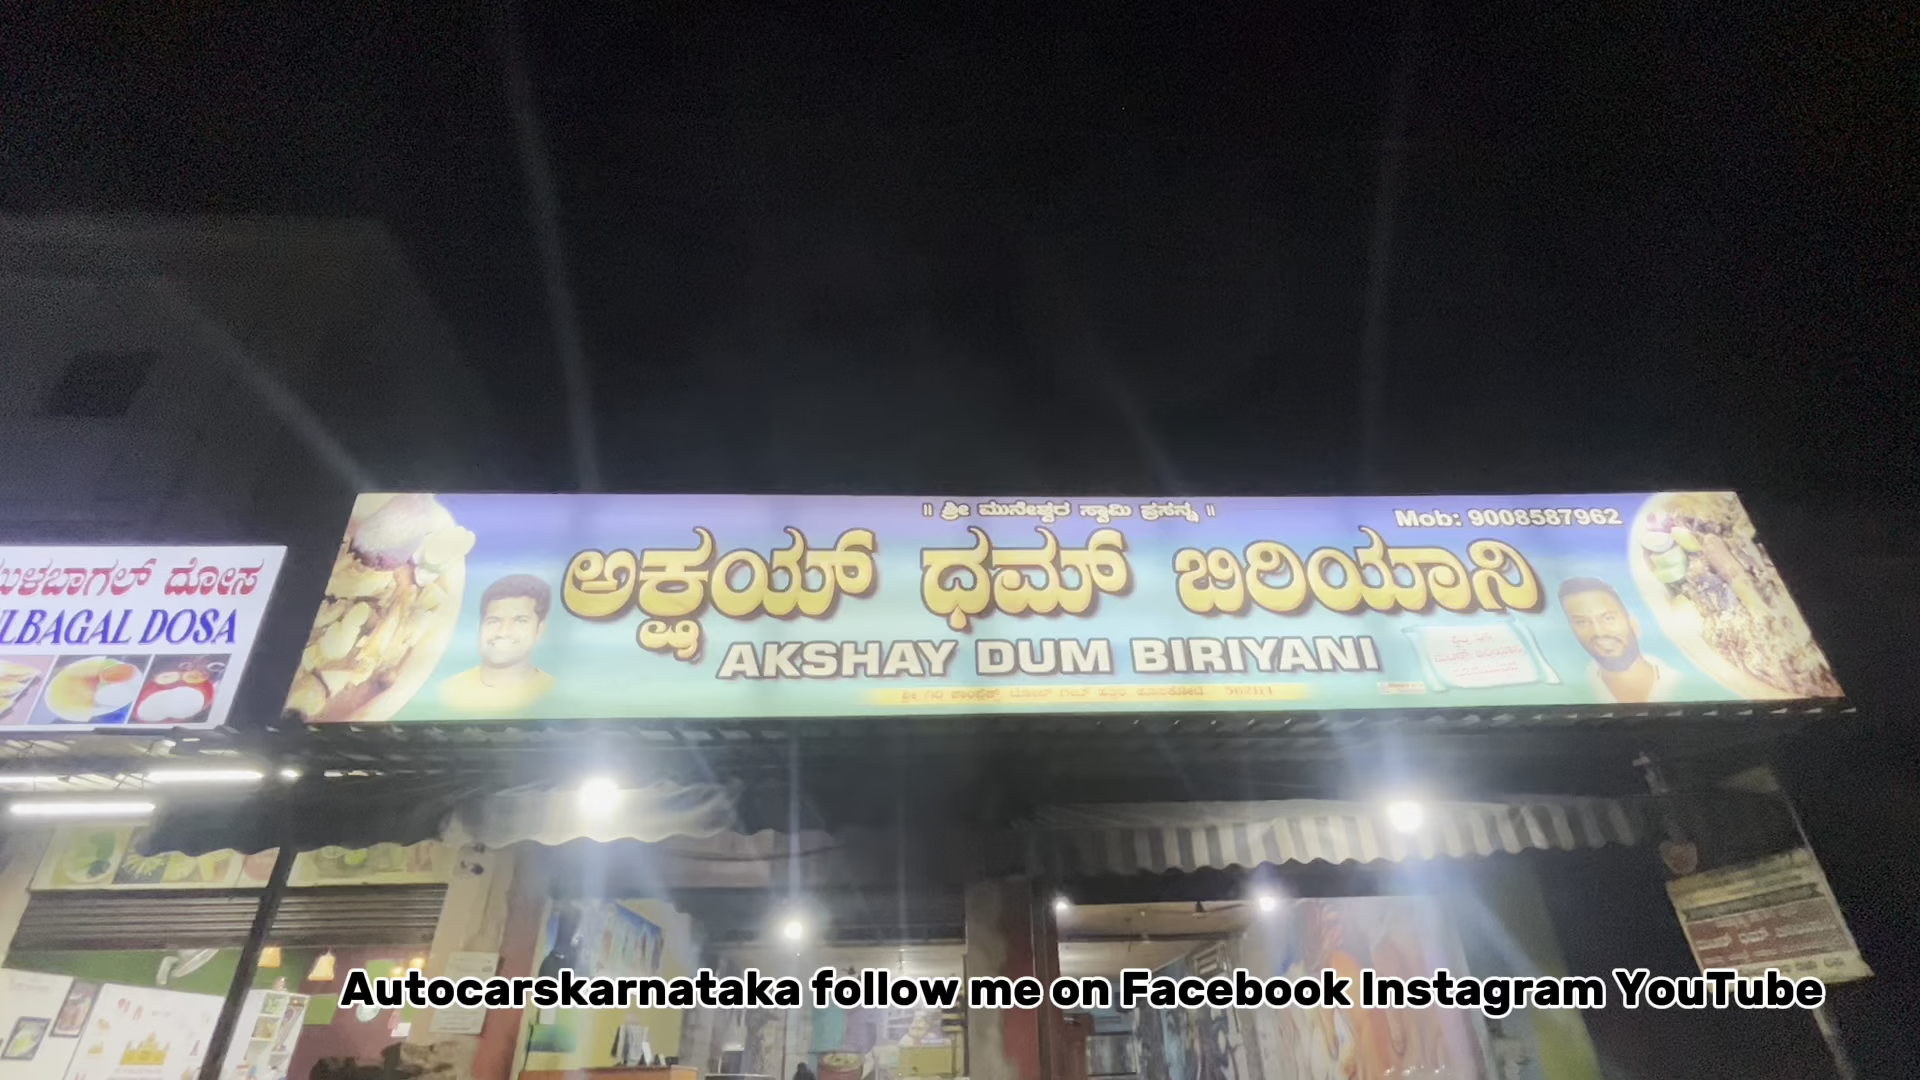 ॥ ಶ್ರೀ ಮುನೇಶ್ವರ ಸ್ವಾಮಿ ಪ್ರಸನ್ನ ॥
Mob: 9008587962
ಅಕ್ಷಯ್ ಧಮ್ ಬಿರಿಯಾನಿ
AKSHAY DUM BIRIYANI
562114
ಮುಳಬಾಗಲ್ ದೋಸ
LBAGAL DOSA
Autocarskarnataka follow me on Facebook Instagram YouTube